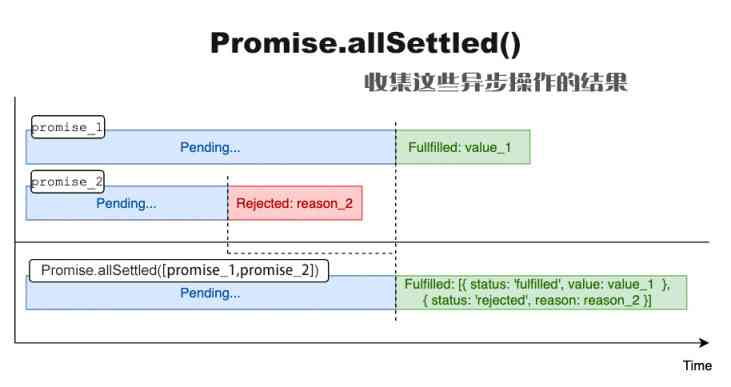 Promise.allSettled()
收集这些异步操作的结果
promise_1
Pending...
Fullfilled: value_1
promise_2
Pending...
Rejected: reason_2
Promise.allSettled([promise_1,promise_2])
Pending...
Fulfilled: [{ status: 'fulfilled', value: value_1 },
{ status: 'rejected', reason: reason_2 }]
Time